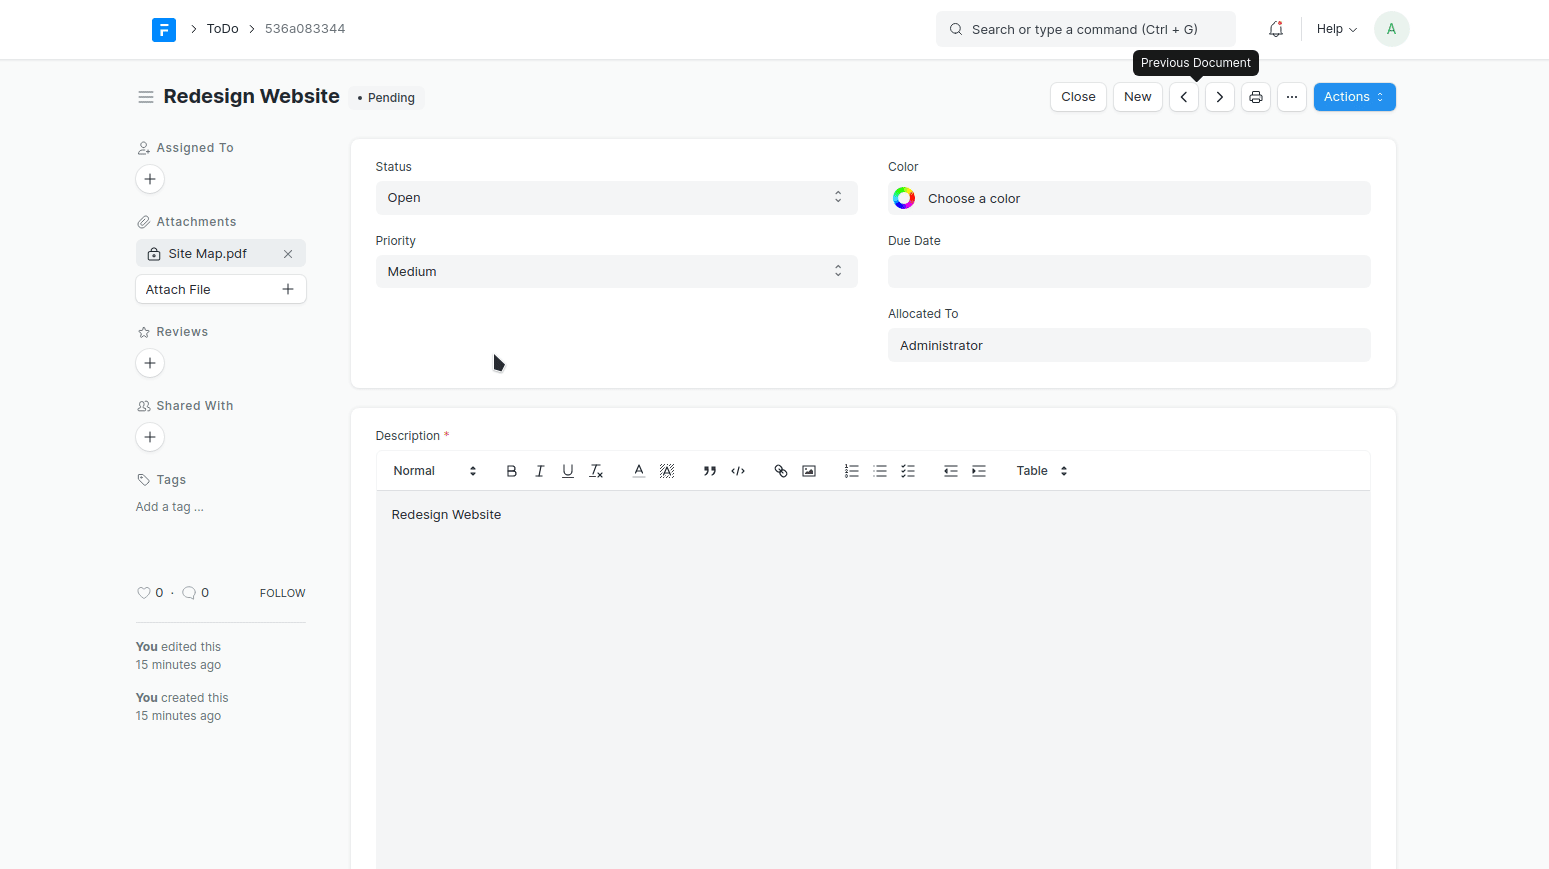 ToDo
536a083344
Search or type a command (Ctrl + G)
Help
A
Previous Document
Redesign Website
Pending
Close
New
Actions
Assigned To
Attachments
Site Map.pdf
Attach File
Reviews
Shared With
Tags
Add a tag ...
0 · 0 FOLLOW
You edited this
15 minutes ago
You created this
15 minutes ago
Status
Open
Priority
Medium
Color
Choose a color
Due Date
Allocated To
Administrator
Description *
Normal
Table
Redesign Website